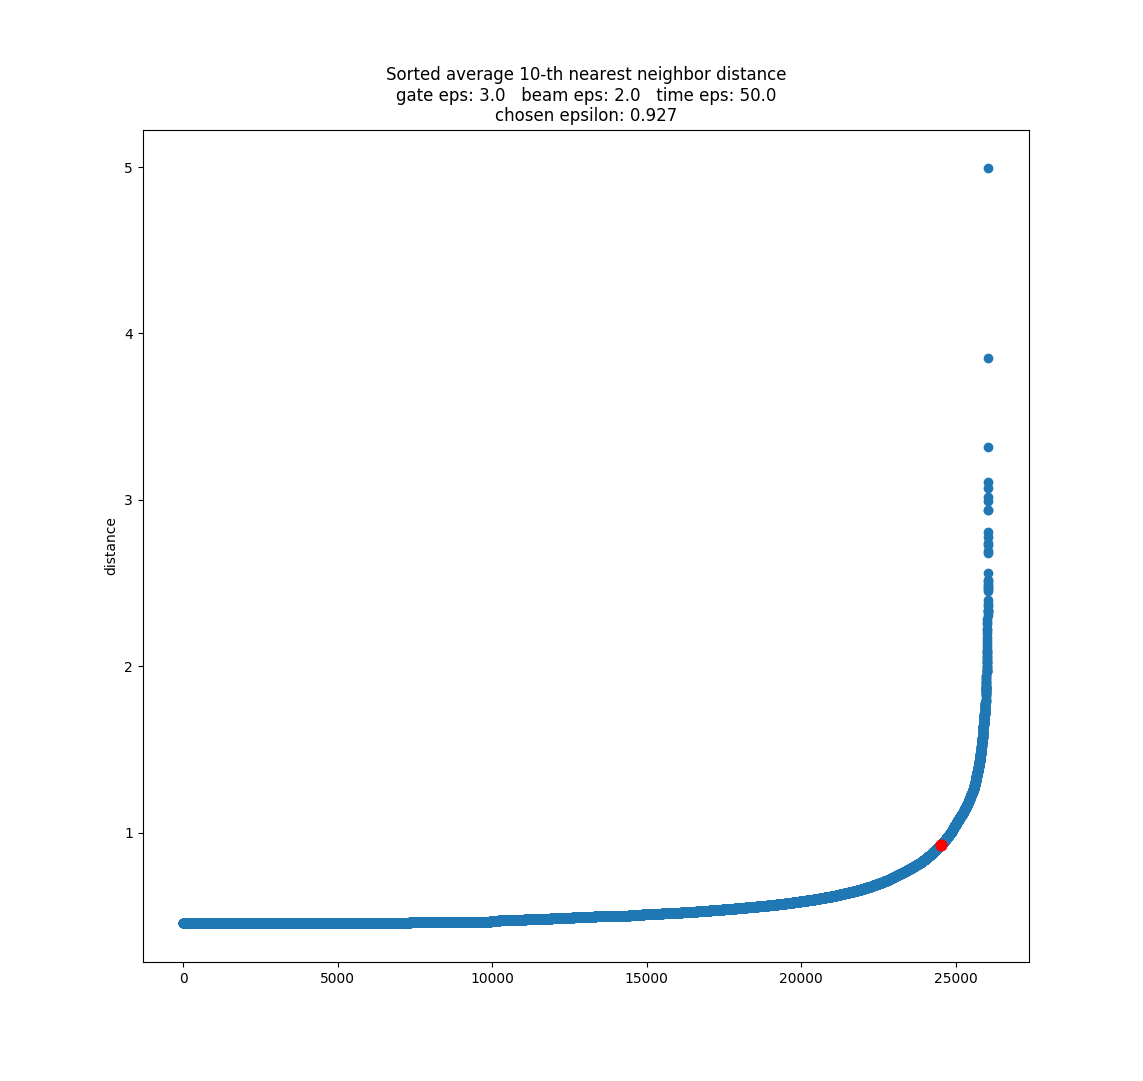 Sorted average 10-th nearest neighbor distance
gate eps: 3.0   beam eps: 2.0   time eps: 50.0
chosen epsilon: 0.927
5
4
3
2
1
distance
0
5000
10000
15000
20000
25000